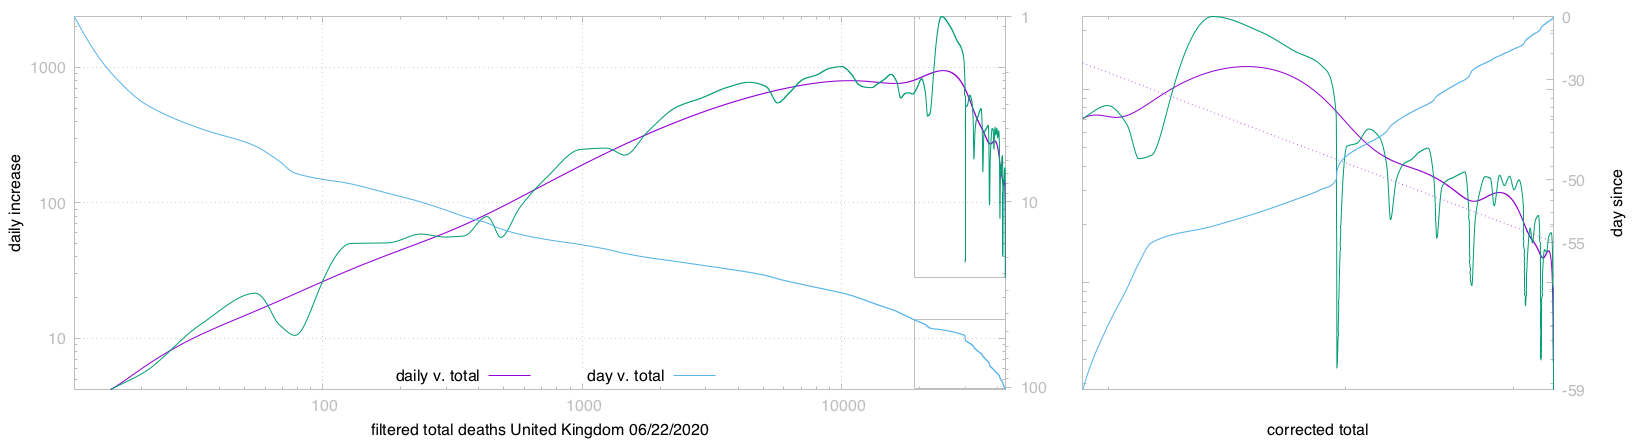 daily increase
1000
100
10
100
1000
10000
1
10
100
daily v. total
day v. total
filtered total deaths United Kingdom 06/22/2020
0
-30
-50
-55
-59
day since
corrected total